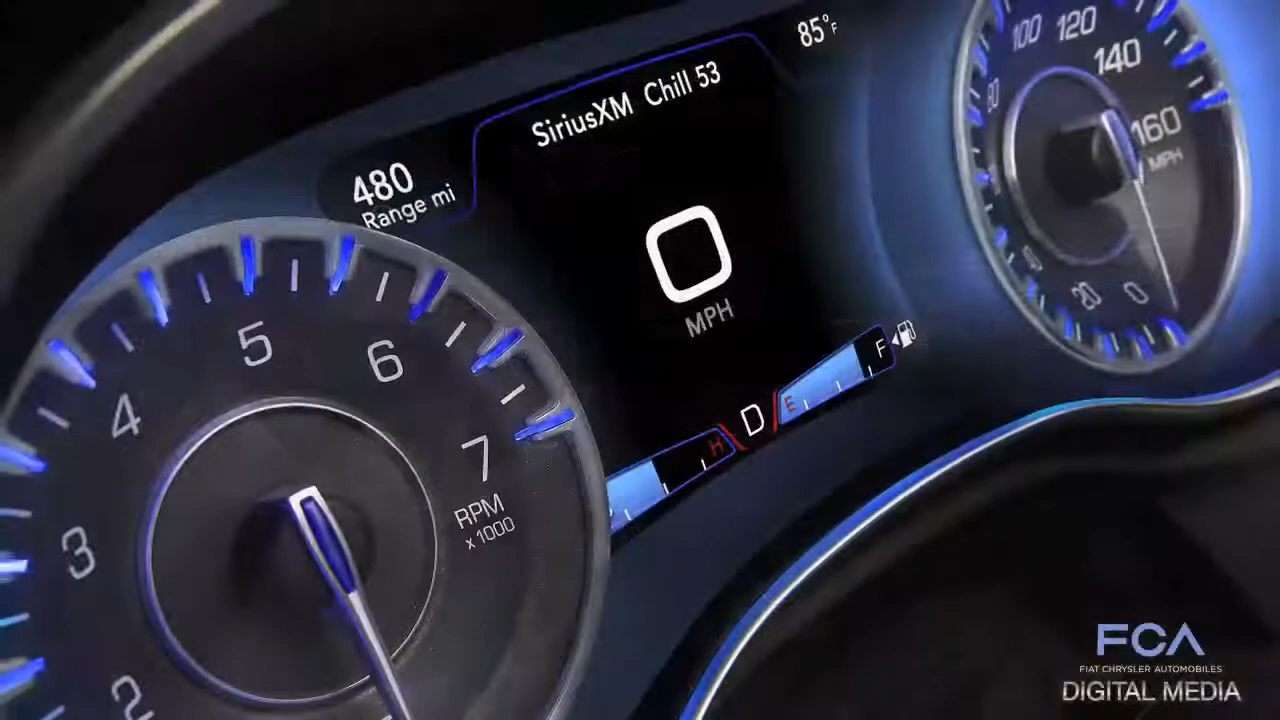 85°F
SiriusXM Chill 53
480
Range mi
0
MPH
F
E
D
H
2
3
4
5
6
7
RPM
x 1000
0
20
80
100
120
140
160
MPH
FCA
FIAT CHRYSLER AUTOMOBILES
DIGITAL MEDIA